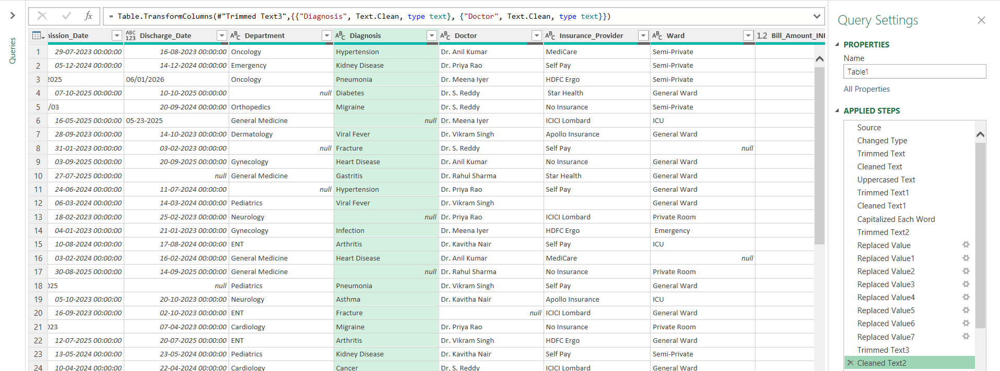 Queries
fx = Table.TransformColumns(#"Trimmed Text3",{{"Diagnosis", Text.Clean, type text}, {"Doctor", Text.Clean, type text}})
nission_Date ABC 123 Discharge_Date ABC Department ABC Diagnosis ABC Doctor ABC Insurance_Provider ABC Ward 1.2 Bill_Amount_INI
1 29-07-2023 00:00:00 16-08-2023 00:00:00 Oncology Hypertension Dr. Anil Kumar MediCare Semi-Private
2 05-12-2024 00:00:00 14-12-2024 00:00:00 Emergency Kidney Disease Dr. Priya Rao Self Pay Semi-Private
3 2025 06/01/2026 Oncology Pneumonia Dr. Meena Iyer HDFC Ergo Semi-Private
4 07-10-2025 00:00:00 10-10-2025 00:00:00 null Diabetes Dr. S. Reddy Star Health General Ward
5 /03 20-09-2024 00:00:00 Orthopedics Migraine Dr. S. Reddy No Insurance Semi-Private
6 16-05-2025 00:00:00 05-23-2025 General Medicine null Dr. Meena Iyer ICICI Lombard ICU
7 28-09-2023 00:00:00 14-10-2023 00:00:00 Dermatology Viral Fever Dr. Vikram Singh Apollo Insurance General Ward
8 31-01-2023 00:00:00 03-02-2023 00:00:00 null Fracture Dr. S. Reddy Self Pay null
9 03-09-2025 00:00:00 20-09-2025 00:00:00 Gynecology Heart Disease Dr. Anil Kumar No Insurance General Ward
10 27-07-2025 00:00:00 null General Medicine Gastritis Dr. Rahul Sharma Star Health General Ward
11 24-06-2024 00:00:00 11-07-2024 00:00:00 null Hypertension Dr. Priya Rao Self Pay General Ward
12 06-03-2024 00:00:00 14-03-2024 00:00:00 Pediatrics Viral Fever Dr. Vikram Singh General Ward
13 18-02-2023 00:00:00 25-02-2023 00:00:00 Neurology null Dr. Priya Rao ICICI Lombard Private Room
14 04-01-2023 00:00:00 21-01-2023 00:00:00 Gynecology Infection Dr. Meena Iyer HDFC Ergo Emergency
15 10-08-2024 00:00:00 17-08-2024 00:00:00 ENT Arthritis Dr. Kavitha Nair Self Pay ICU
16 03-02-2024 00:00:00 16-02-2024 00:00:00 General Medicine Heart Disease Dr. Anil Kumar MediCare null
17 30-08-2025 00:00:00 14-09-2025 00:00:00 General Medicine null Dr. Rahul Sharma No Insurance Private Room
18 025 null Pediatrics Pneumonia Dr. Vikram Singh Self Pay General Ward
19 05-10-2023 00:00:00 20-10-2023 00:00:00 Neurology Asthma Dr. Kavitha Nair Apollo Insurance ICU
20 16-09-2023 00:00:00 02-10-2023 00:00:00 ENT Fracture null ICICI Lombard General Ward
21 023 07-04-2023 00:00:00 Cardiology Migraine Dr. Priya Rao No Insurance Private Room
22 12-07-2025 00:00:00 20-07-2025 00:00:00 ENT Arthritis Dr. Vikram Singh HDFC Ergo General Ward
23 13-05-2024 00:00:00 23-05-2024 00:00:00 Pediatrics Kidney Disease Dr. Kavitha Nair Self Pay Semi-Private
24 10-04-2024 00:00:00 22-04-2024 00:00:00 Cardiology Cancer Dr. S. Reddy ICICI Lombard General Ward
Query Settings
PROPERTIES
Name
Table1
All Properties
APPLIED STEPS
Source
Changed Type
Trimmed Text
Cleaned Text
Uppercased Text
Trimmed Text1
Cleaned Text1
Capitalized Each Word
Trimmed Text2
Replaced Value
Replaced Value1
Replaced Value2
Replaced Value3
Replaced Value4
Replaced Value5
Replaced Value6
Replaced Value7
Trimmed Text3
Cleaned Text2